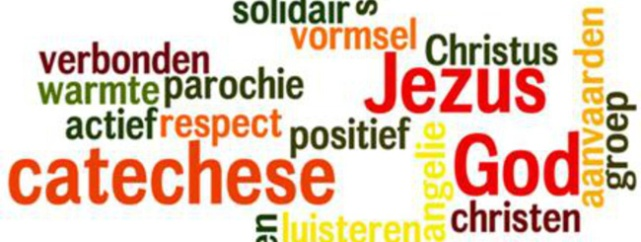 solidair
vormsel
Christus
verbonden
Jezus
aanvaarden
warmte
parochie
groep
actief
respect
positief
catechese
God
christen
luisteren